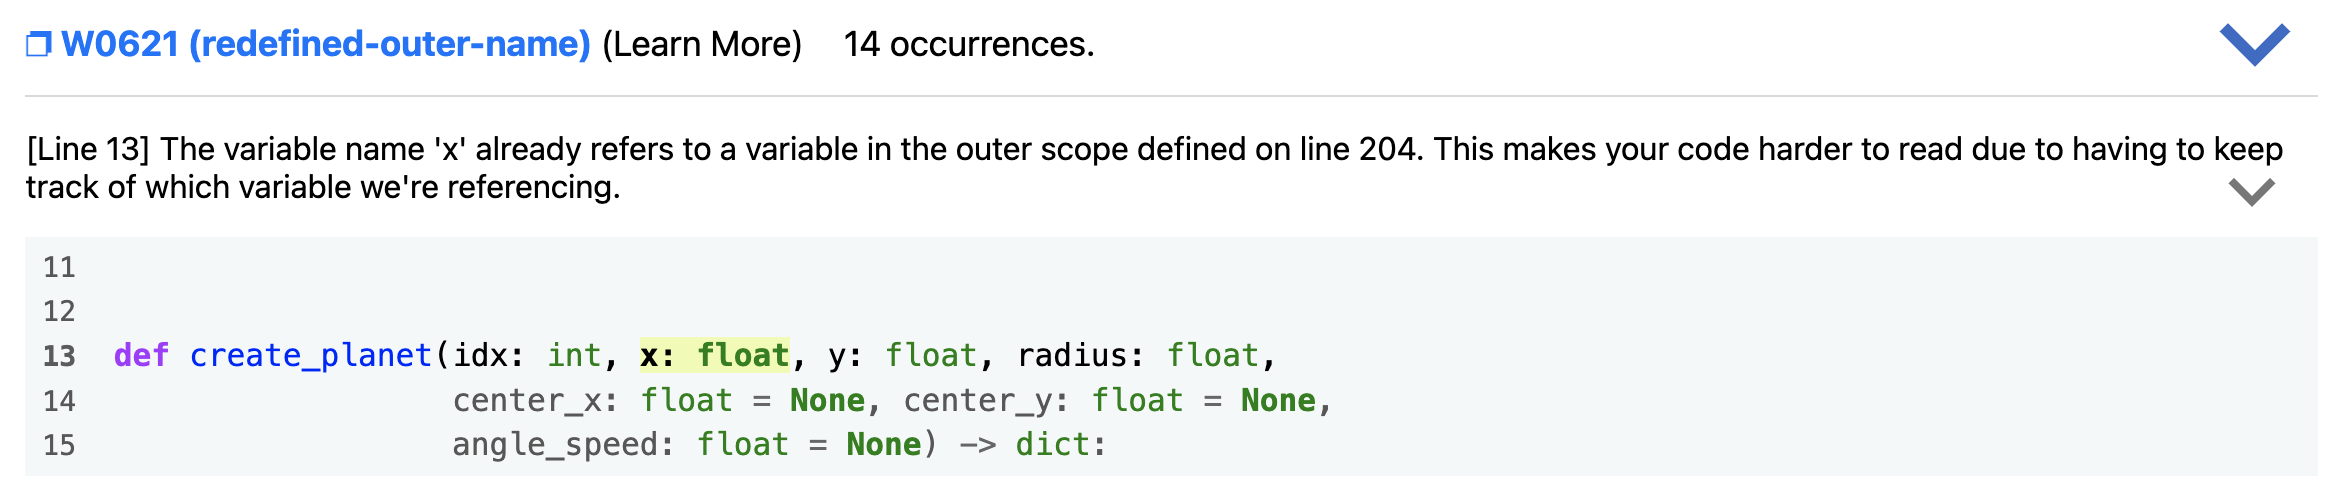 W0621 (redefined-outer-name) (Learn More) 14 occurrences.
[Line 13] The variable name 'x' already refers to a variable in the outer scope defined on line 204. This makes your code harder to read due to having to keep
track of which variable we're referencing.
11
12
13 def create_planet(idx: int, x: float, y: float, radius: float,
14 center_x: float = None, center_y: float = None,
15 angle_speed: float = None) -> dict: